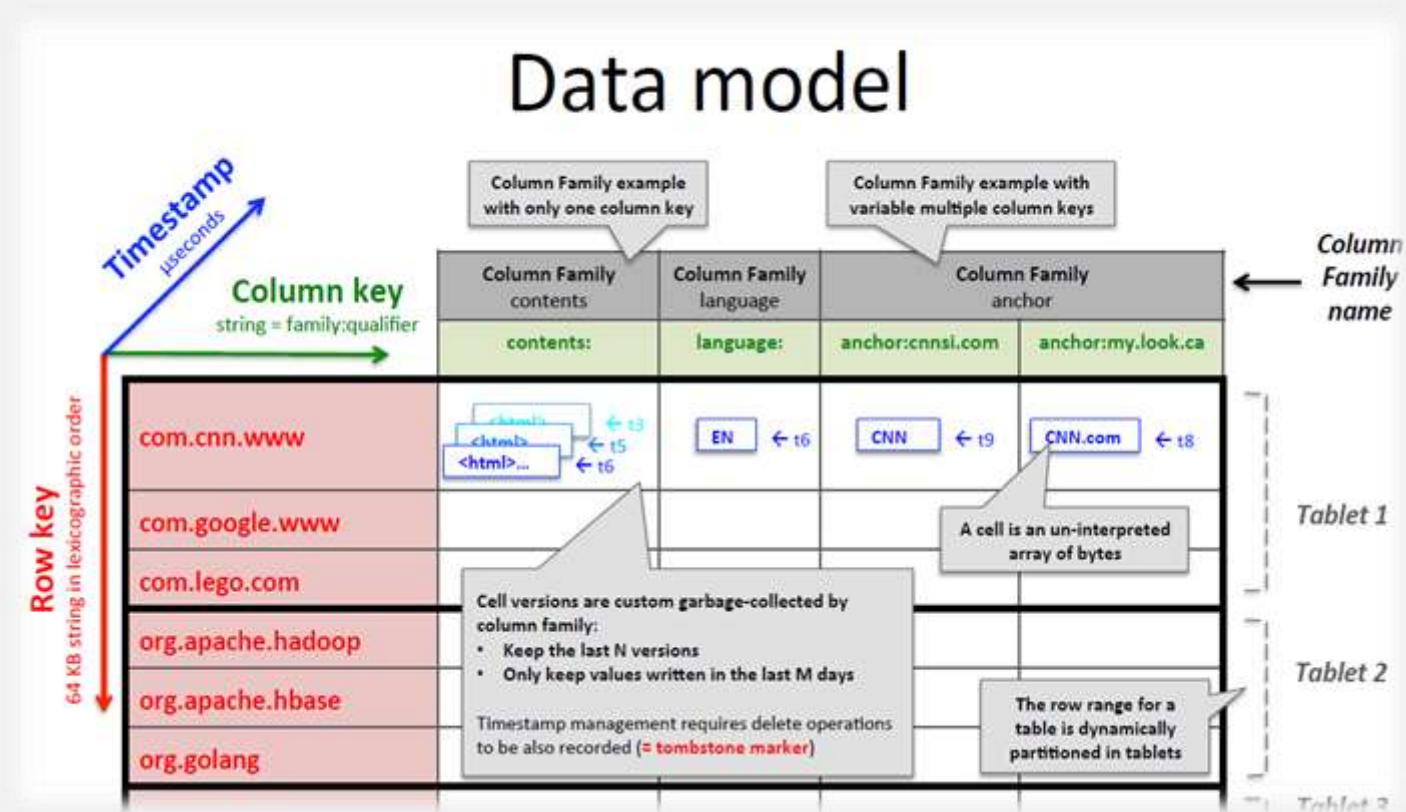 Data model
Timestamp
μseconds
Column key
string = family:qualifier
Row key
64 KB string in lexicographic order
Column Family example
with only one column key
Column Family example with
variable multiple column keys
Column
Family
name
Column Family
contents
Column Family
language
Column Family
anchor
contents:
language:
anchor:cnnsi.com
anchor:my.look.ca
com.cnn.www
<html>
← t3
<html>
← t5
<html>...
← t6
EN
← t6
CNN
← t9
CNN.com
← t8
com.google.www
com.lego.com
A cell is an un-interpreted
array of bytes
Tablet 1
org.apache.hadoop
org.apache.hbase
org.golang
Cell versions are custom garbage-collected by
column family:
• Keep the last N versions
• Only keep values written in the last M days
Timestamp management requires delete operations
to be also recorded (= tombstone marker)
The row range for a
table is dynamically
partitioned in tablets
Tablet 2
Tablet 3